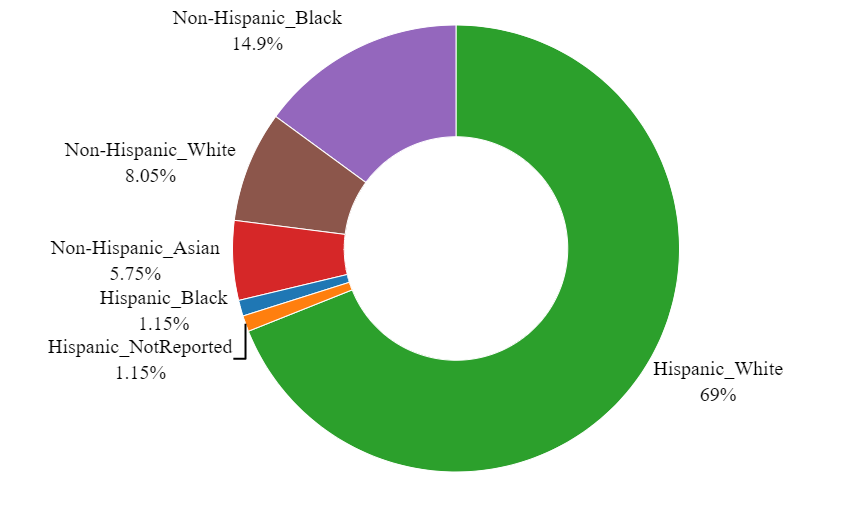 Non-Hispanic_Black
14.9%
Non-Hispanic_White
8.05%
Non-Hispanic_Asian
5.75%
Hispanic_Black
1.15%
Hispanic_NotReported
1.15%
Hispanic_White
69%